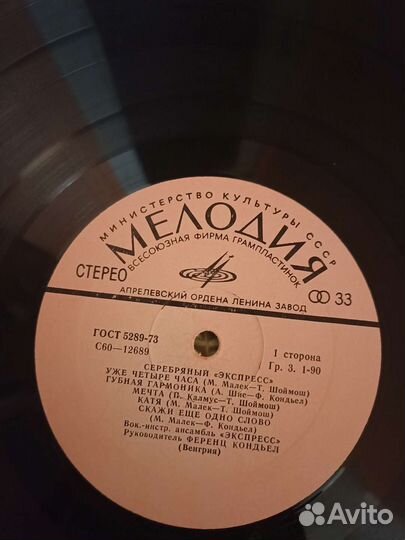 МИНИСТЕРСТВО КУЛЬТУРЫ СССР
МЕЛОДИЯ
ВСЕСОЮЗНАЯ ФИРМА ГРАМПЛАСТИНОК
СТЕРЕО
33
АПРЕЛЕВСКИЙ ОРДЕНА ЛЕНИНА ЗАВОД
ГОСТ 5289-73
С60—12689
1 сторона
Гр. 3. 1-90
СЕРЕБРЯНЫЙ «ЭКСПРЕСС»
УЖЕ ЧЕТЫРЕ ЧАСА (М. Малек—Т. Шоймош)
ГУБНАЯ ГАРМОНИКА (А. Шис—Ф. Кондьел)
МЕЧТА (П. Калмус—Т. Шоймош)
КАТЯ (М. Малек—Т. Шоймош)
СКАЖИ ЕЩЕ ОДНО СЛОВО
(М. Малек—Ф. Кондьел)
Вок.-инстр. ансамбль «ЭКСПРЕСС»
Руководитель ФЕРЕНЦ КОНДЬЕЛ
(Венгрия)
Avito